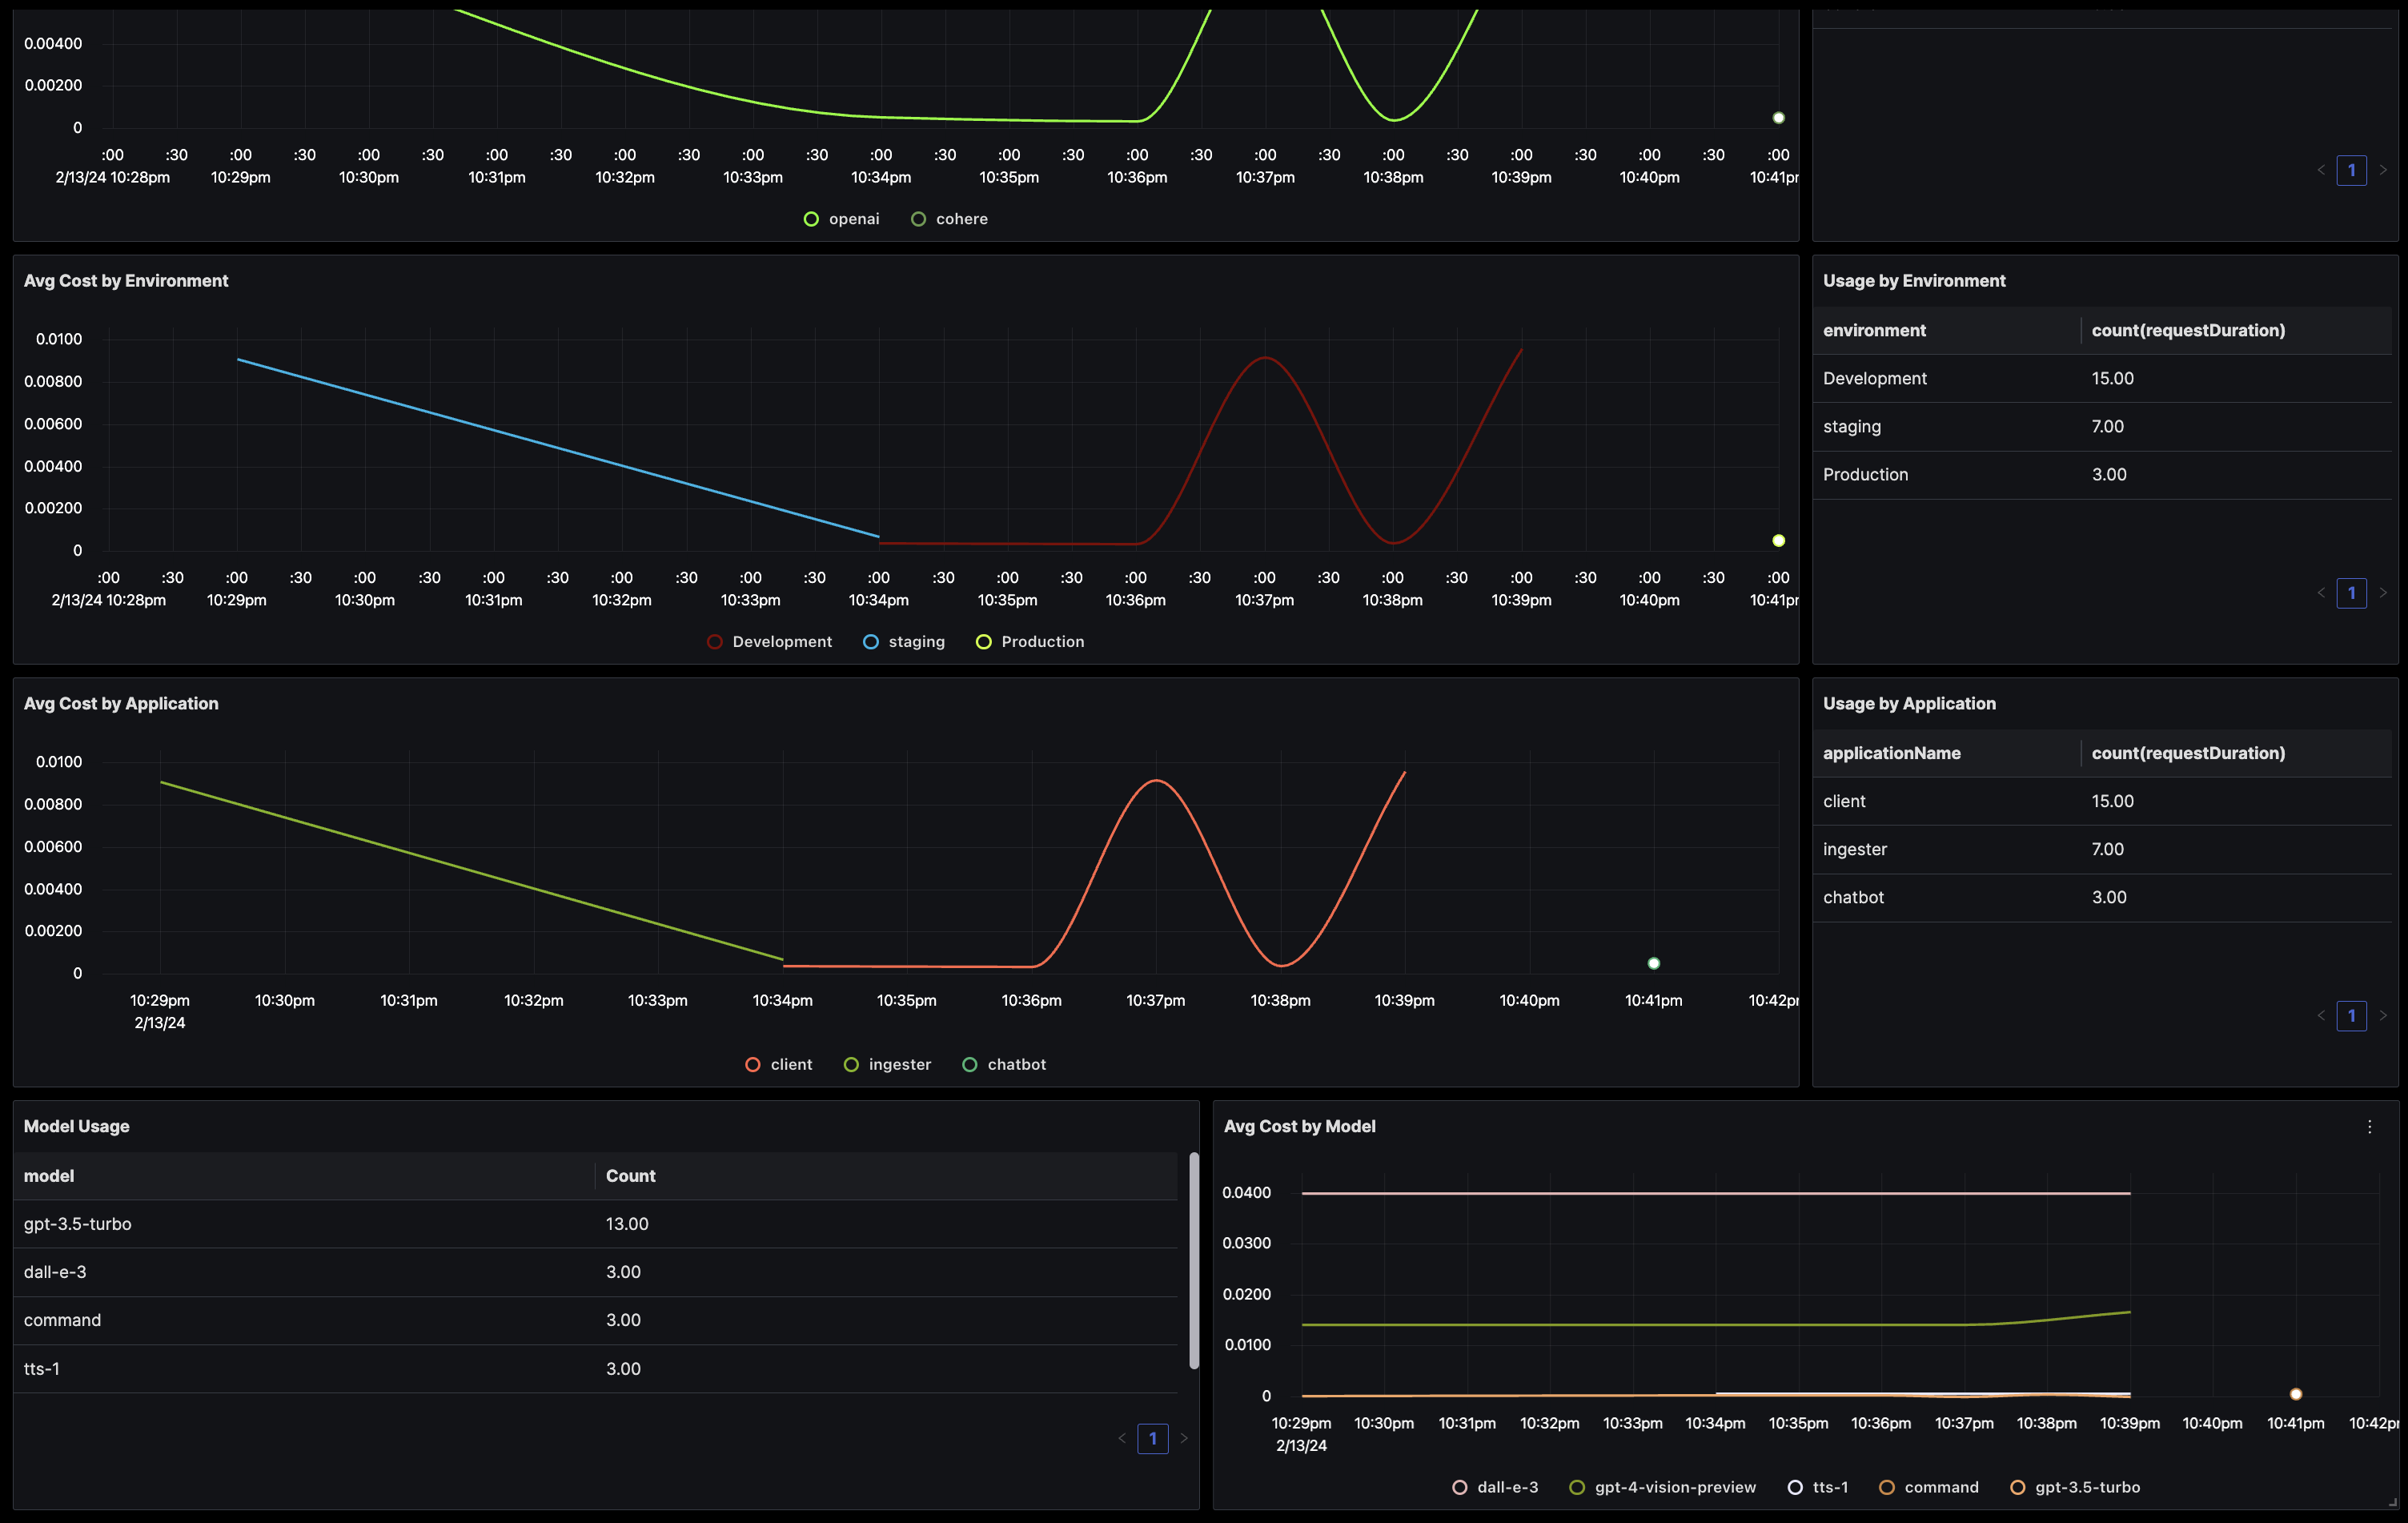 0.00400
0.00200
0
:00 :30 :00 :30 :00 :30 :00 :30 :00 :30 :00 :30 :00 :30 :00 :30 :00 :30 :00 :30 :00 :30 :00 :30 :00 :30 :00
2/13/24 10:28pm 10:29pm 10:30pm 10:31pm 10:32pm 10:33pm 10:34pm 10:35pm 10:36pm 10:37pm 10:38pm 10:39pm 10:40pm 10:41p
openai cohere
1
Avg Cost by Environment
0.0100
0.00800
0.00600
0.00400
0.00200
0
:00 :30 :00 :30 :00 :30 :00 :30 :00 :30 :00 :30 :00 :30 :00 :30 :00 :30 :00 :30 :00 :30 :00 :30 :00 :30 :00
2/13/24 10:28pm 10:29pm 10:30pm 10:31pm 10:32pm 10:33pm 10:34pm 10:35pm 10:36pm 10:37pm 10:38pm 10:39pm 10:40pm 10:41p
Development staging Production
Usage by Environment
environment count(requestDuration)
Development 15.00
staging 7.00
Production 3.00
1
Avg Cost by Application
0.0100
0.00800
0.00600
0.00400
0.00200
0
10:29pm 10:30pm 10:31pm 10:32pm 10:33pm 10:34pm 10:35pm 10:36pm 10:37pm 10:38pm 10:39pm 10:40pm 10:41pm 10:42p
2/13/24
client ingester chatbot
Usage by Application
applicationName count(requestDuration)
client 15.00
ingester 7.00
chatbot 3.00
1
Model Usage
model Count
gpt-3.5-turbo 13.00
dall-e-3 3.00
command 3.00
tts-1 3.00
1
Avg Cost by Model
0.0400
0.0300
0.0200
0.0100
0
10:29pm 10:30pm 10:31pm 10:32pm 10:33pm 10:34pm 10:35pm 10:36pm 10:37pm 10:38pm 10:39pm 10:40pm 10:41pm 10:42p
2/13/24
dall-e-3 gpt-4-vision-preview tts-1 command gpt-3.5-turbo